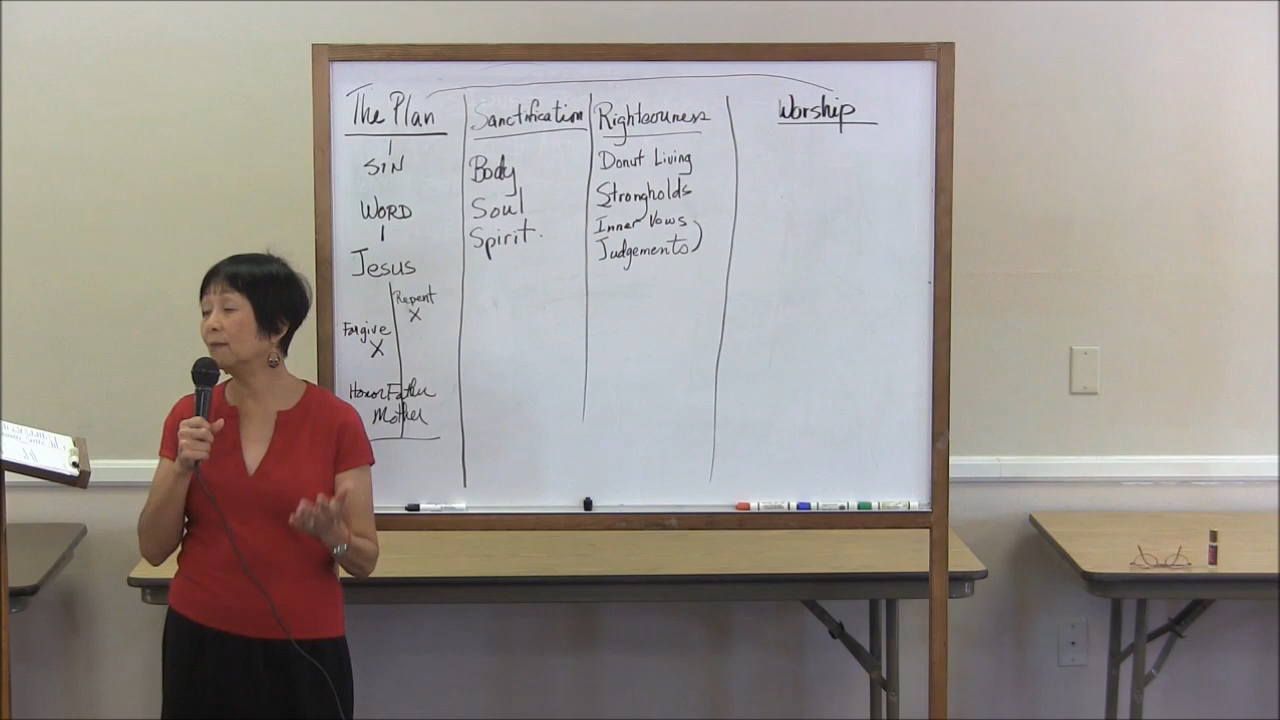 The Plan
SIN
WORD
Jesus
Repent
X
Forgive
X
Honor Father
Mother
Sanctification
Body
Soul
Spirit.
Righteouness
Donut Living
Strongholds
Inner Vows
Judgements)
Worship